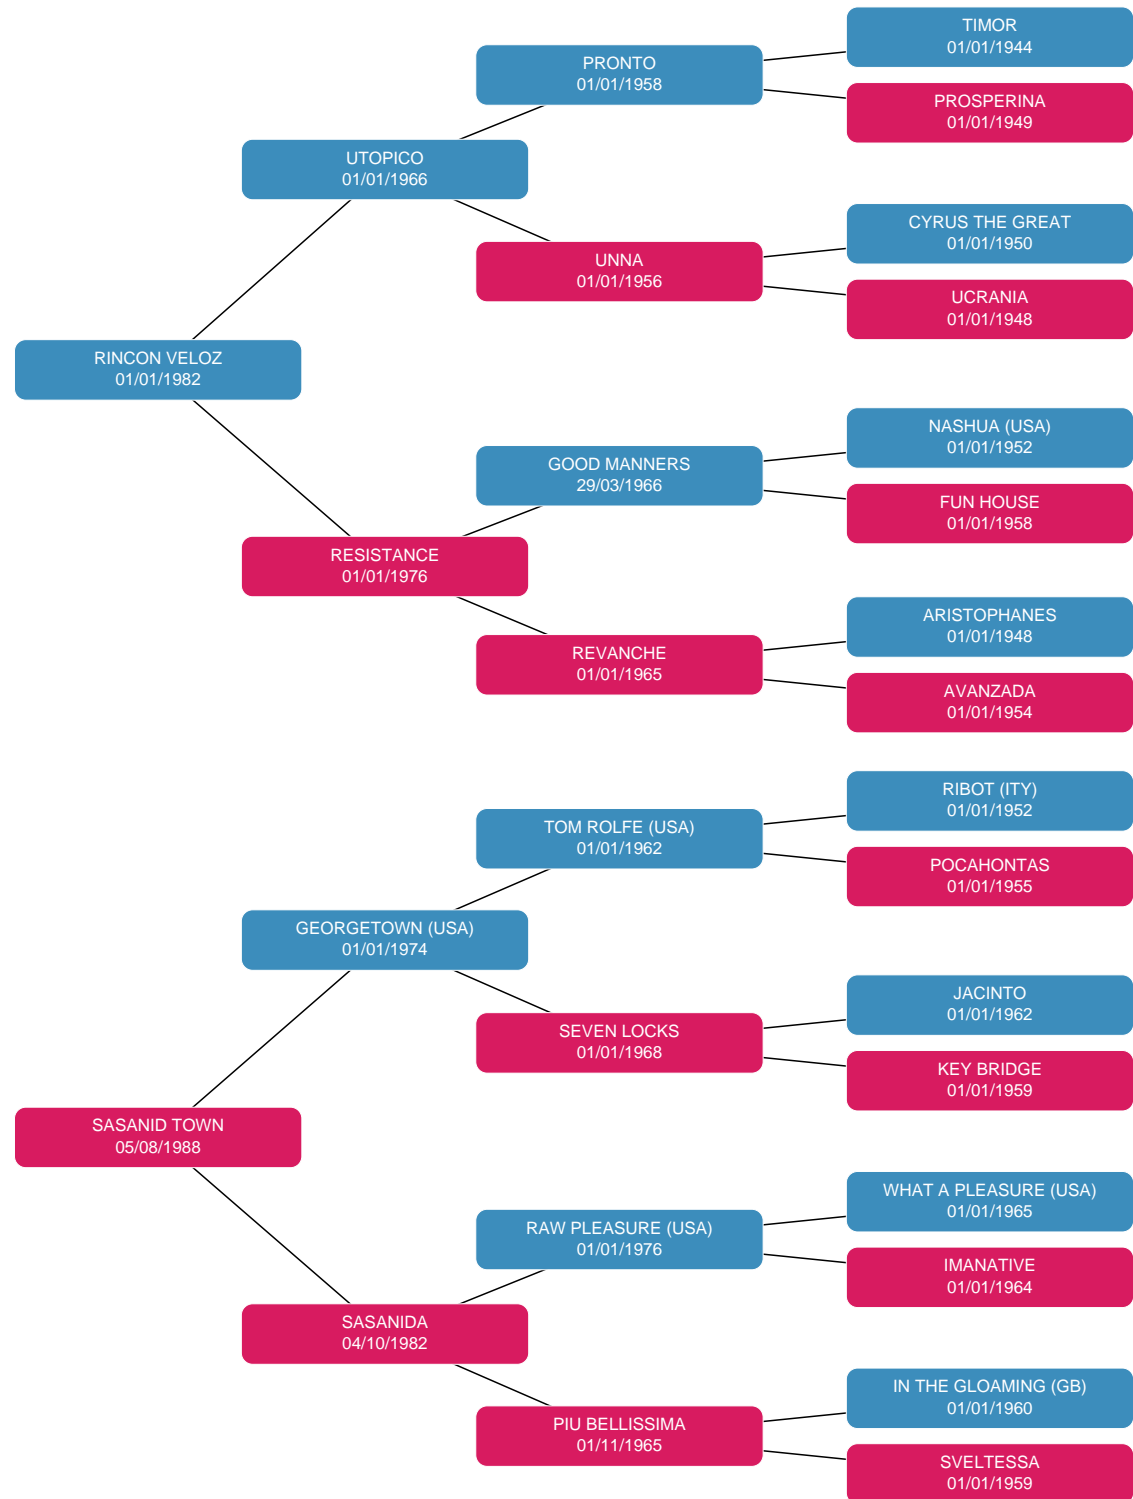 TIMOR
01/01/1944
PRONTO
01/01/1958
PROSPERINA
01/01/1949
UTOPICO
01/01/1966
CYRUS THE GREAT
01/01/1950
UNNA
01/01/1956
UCRANIA
01/01/1948
RINCON VELOZ
01/01/1982
NASHUA (USA)
01/01/1952
GOOD MANNERS
29/03/1966
FUN HOUSE
01/01/1958
RESISTANCE
01/01/1976
ARISTOPHANES
01/01/1948
REVANCHE
01/01/1965
AVANZADA
01/01/1954
RIBOT (ITY)
01/01/1952
TOM ROLFE (USA)
01/01/1962
POCAHONTAS
01/01/1955
GEORGETOWN (USA)
01/01/1974
JACINTO
01/01/1962
SEVEN LOCKS
01/01/1968
KEY BRIDGE
01/01/1959
SASANID TOWN
05/08/1988
WHAT A PLEASURE (USA)
01/01/1965
RAW PLEASURE (USA)
01/01/1976
IMANATIVE
01/01/1964
SASANIDA
04/10/1982
IN THE GLOAMING (GB)
01/01/1960
PIU BELLISSIMA
01/11/1965
SVELTESSA
01/01/1959